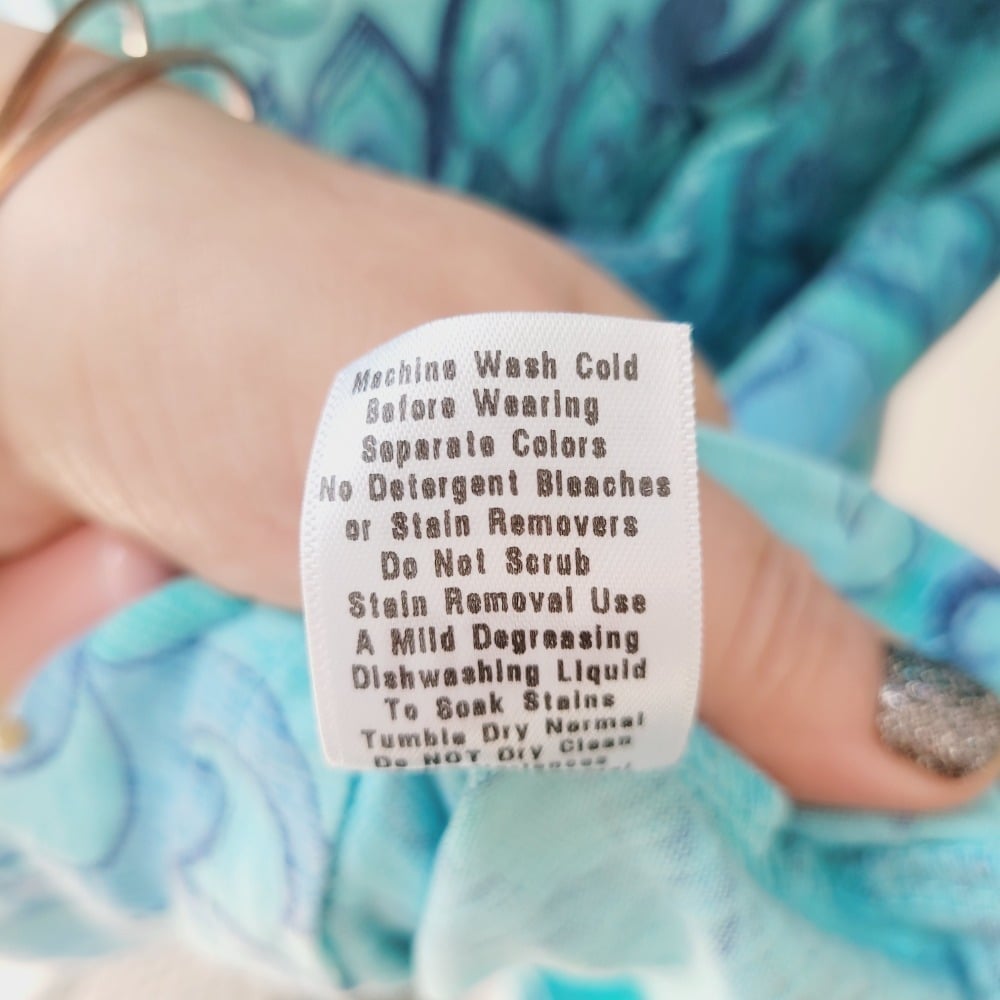 Machine Wash Cold
Before Wearing
Separate Colors
No Detergent Bleaches
or Stain Removers
Do Not Scrub
Stain Removal Use
A Mild Degreasing
Dishwashing Liquid
To Soak Stains
Tumble Dry Normal
Do NOT Dry Clean